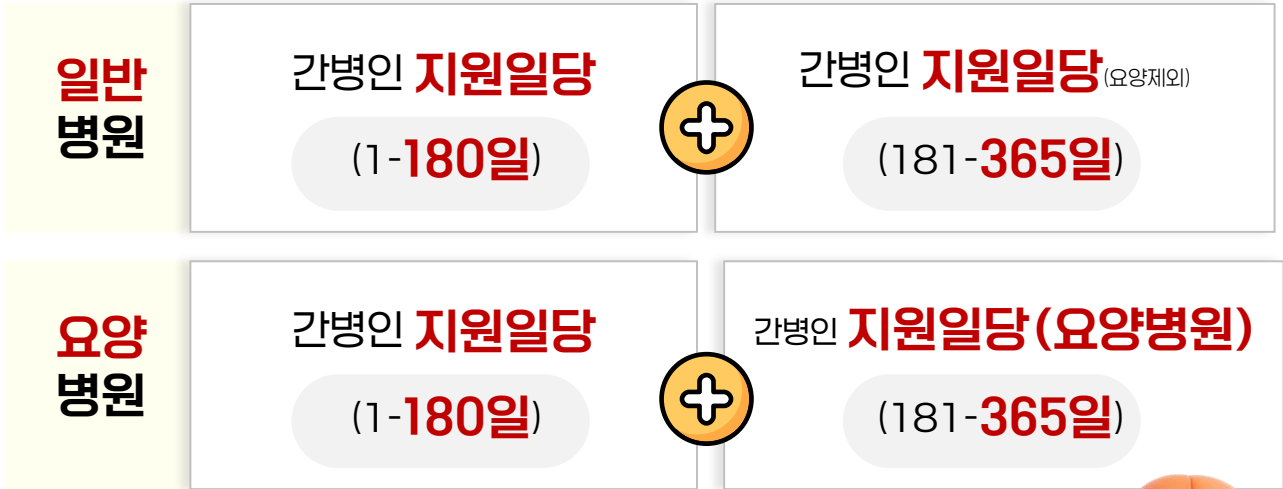 일반
병원
간병인 지원일당
(1-180일)
간병인 지원일당(요양제외)
(181-365일)
요양
병원
간병인 지원일당
(1-180일)
간병인 지원일당(요양병원)
(181-365일)